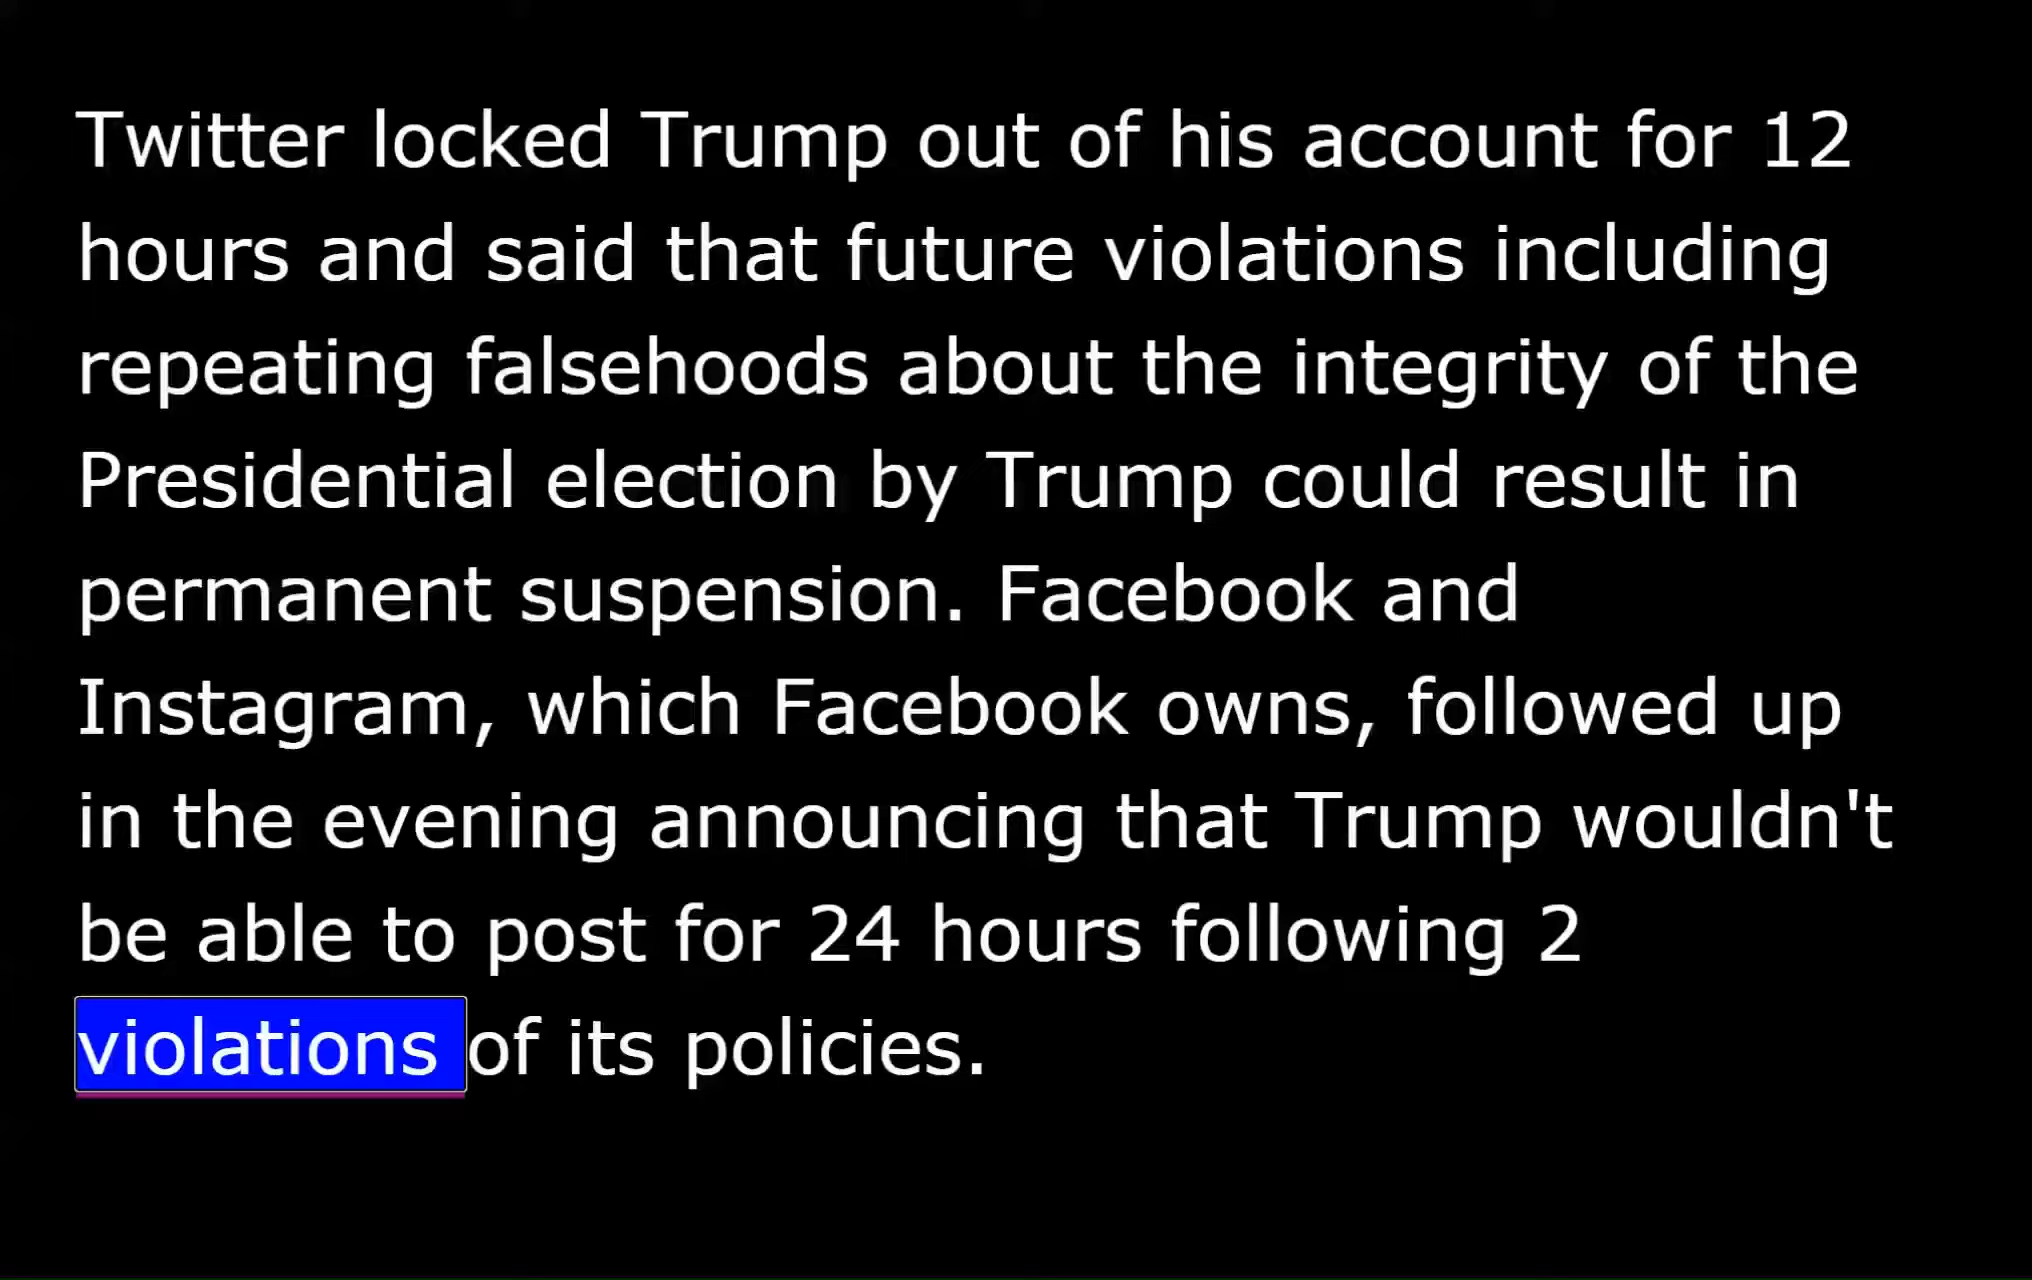 Twitter locked Trump out of his account for 12
hours and said that future violations including
repeating falsehoods about the integrity of the
Presidential election by Trump could result in
permanent suspension. Facebook and
Instagram, which Facebook owns, followed up
in the evening announcing that Trump wouldn't
be able to post for 24 hours following 2
violations of its policies.